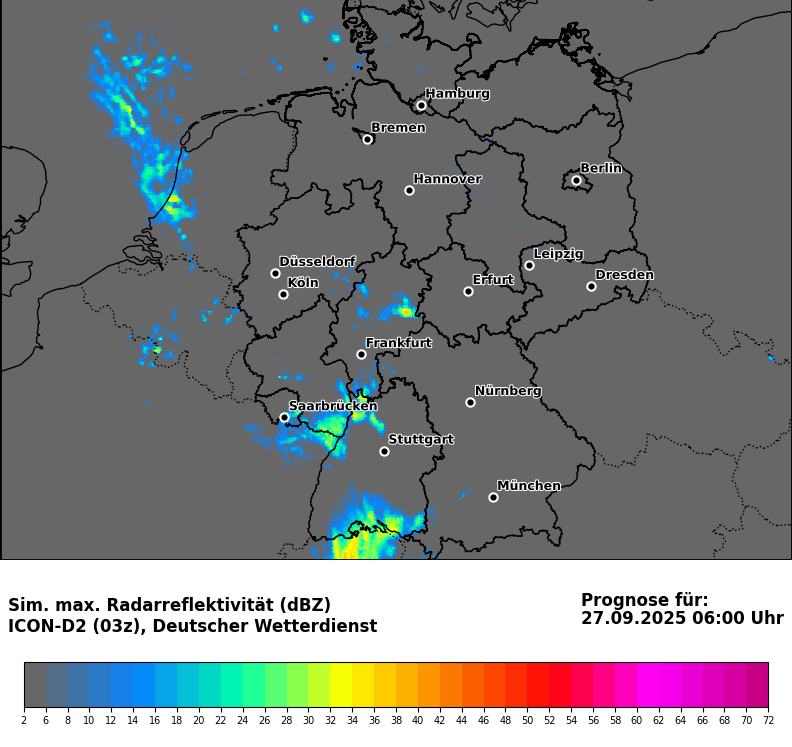 Hamburg
Bremen
Berlin
Hannover
Leipzig
Düsseldorf
Dresden
Köln
Erfurt
Frankfurt
Nürnberg
Saarbrücken
Stuttgart
München
Sim. max. Radarreflektivität (dBZ)
ICON-D2 (03z), Deutscher Wetterdienst
Prognose für:
27.09.2025 06:00 Uhr
2 6 8 10 12 14 16 18 20 22 24 26 28 30 32 34 36 38 40 42 44 46 48 50 52 54 56 58 60 62 64 66 68 70 72